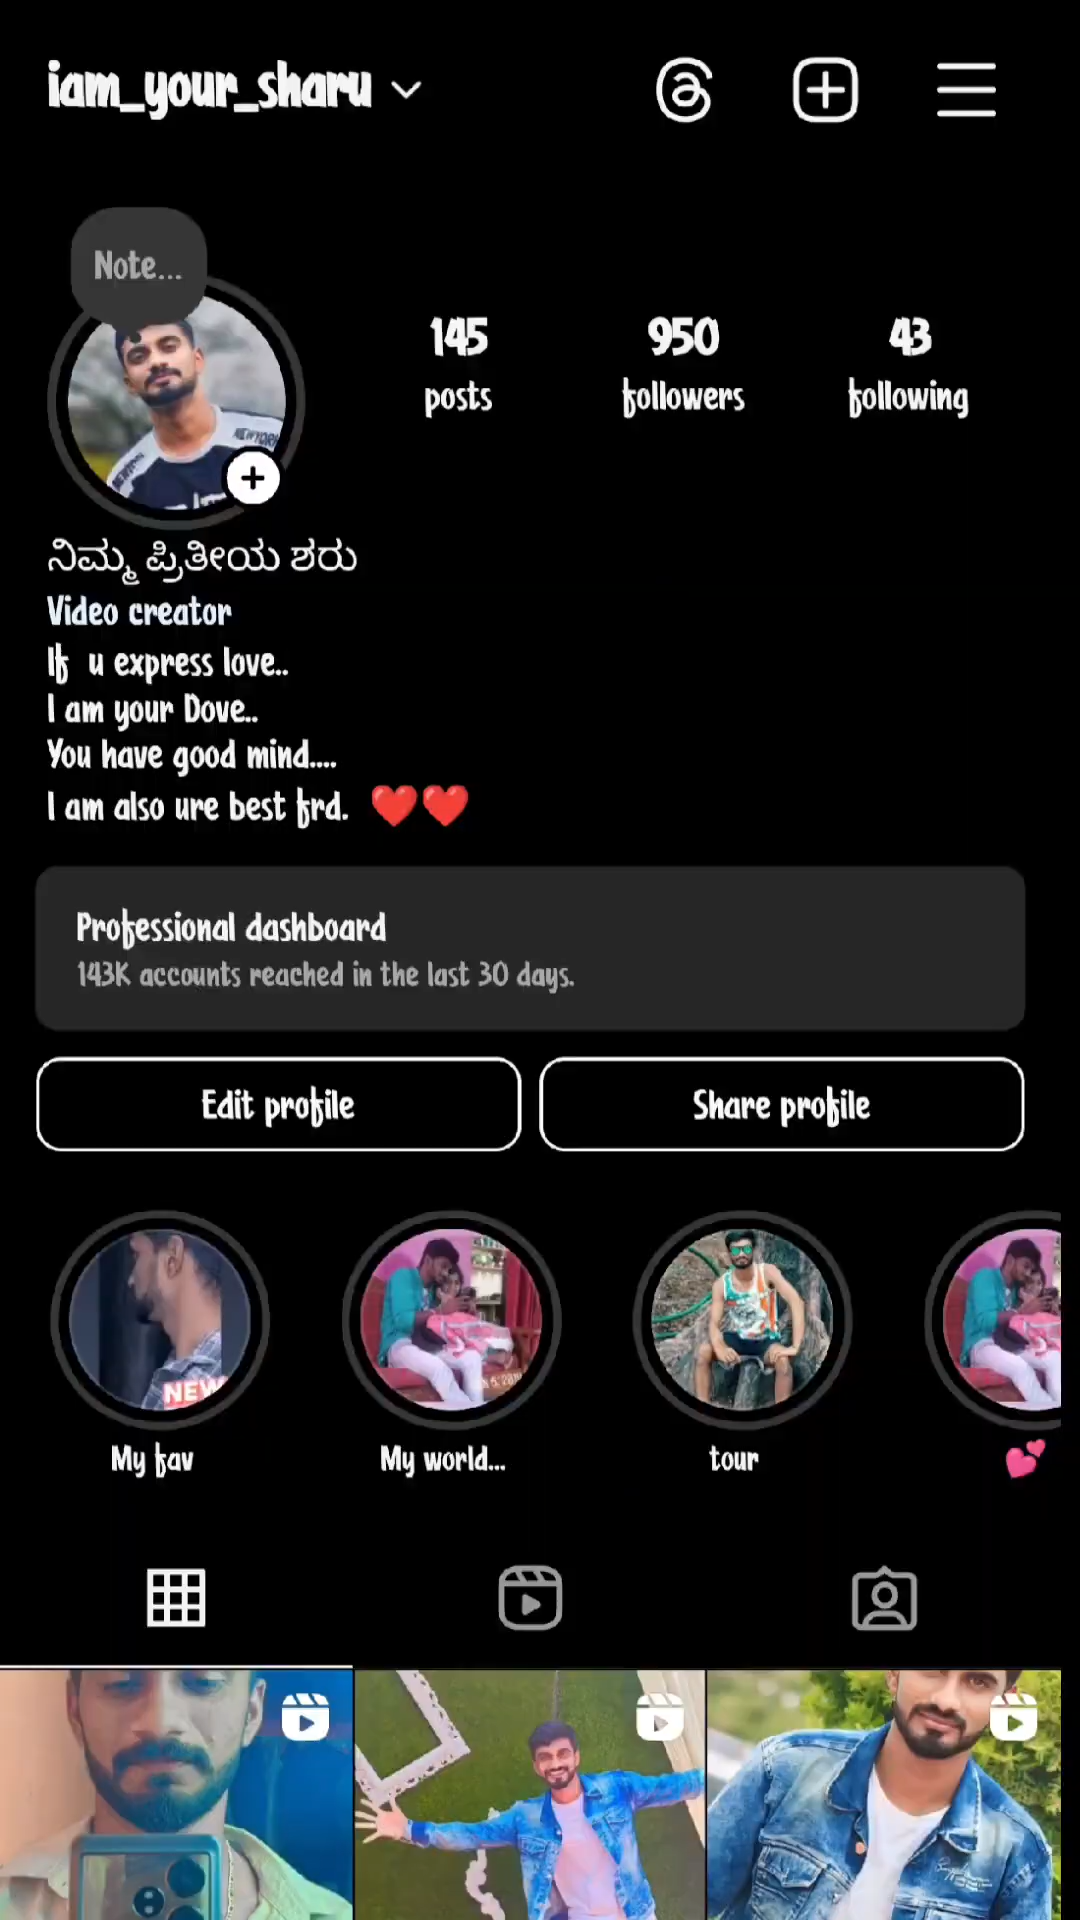 iam_your_sharu
Note...
145
posts
950
followers
43
following
ನಿಮ್ಮ ಪ್ರಿತೀಯ ಶರು
Video creator
If u express love..
I am your Dove..
You have good mind....
I am also ure best frd. ❤️❤️
Professional dashboard
143K accounts reached in the last 30 days.
Edit profile
Share profile
NEW
My fav
My world...
tour
💕